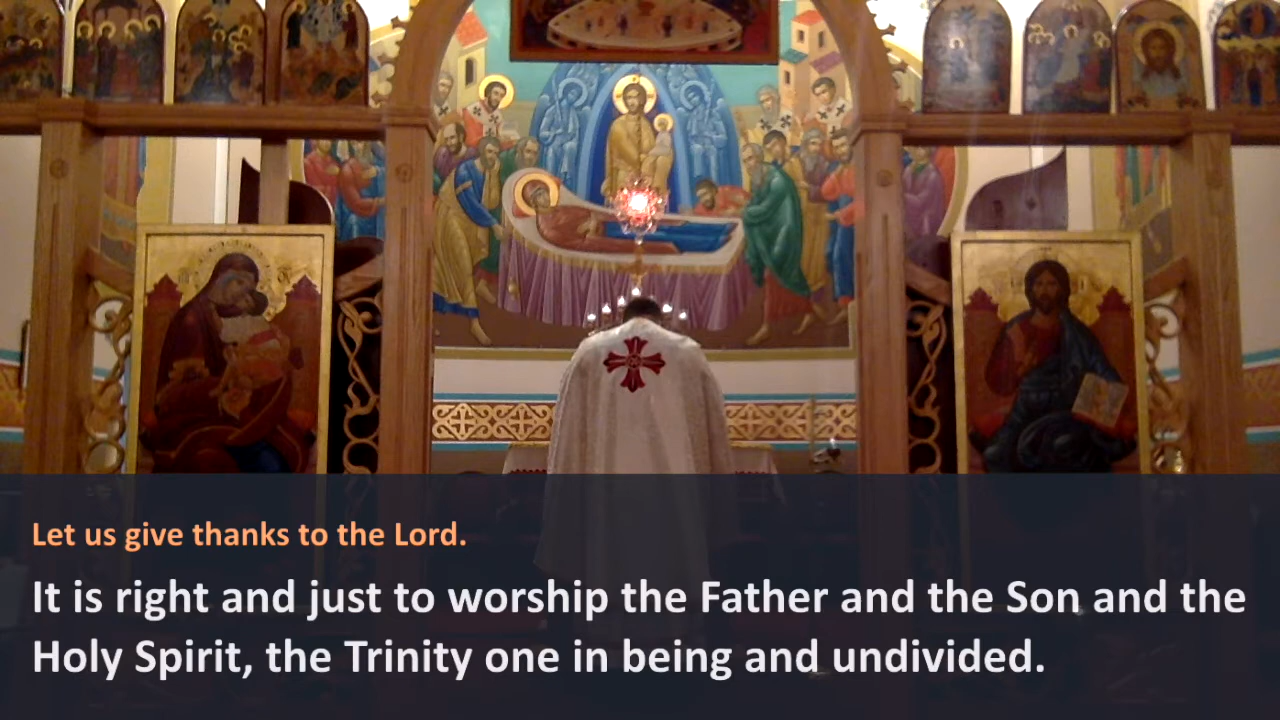 Let us give thanks to the Lord.
It is right and just to worship the Father and the Son and the
Holy Spirit, the Trinity one in being and undivided.